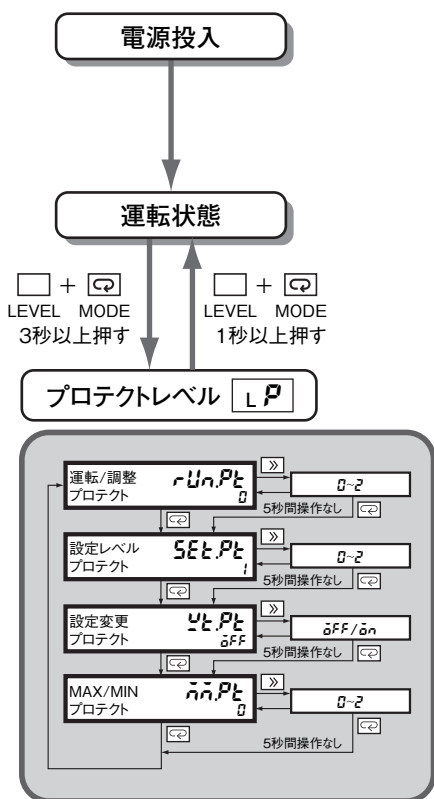 電源投入
運転状態
+
+
LEVEL MODE
LEVEL MODE
3秒以上押す
1秒以上押す
プロテクトレベル L P
運転/調整
プロテクト
rUn.Pt
0
0~2
5秒間操作なし
設定レベル
プロテクト
SEt.Pt
1
0~2
5秒間操作なし
設定変更
プロテクト
Yt.Pt
oFF
oFF/on
5秒間操作なし
MAX/MIN
プロテクト
mm.Pt
0
0~2
5秒間操作なし